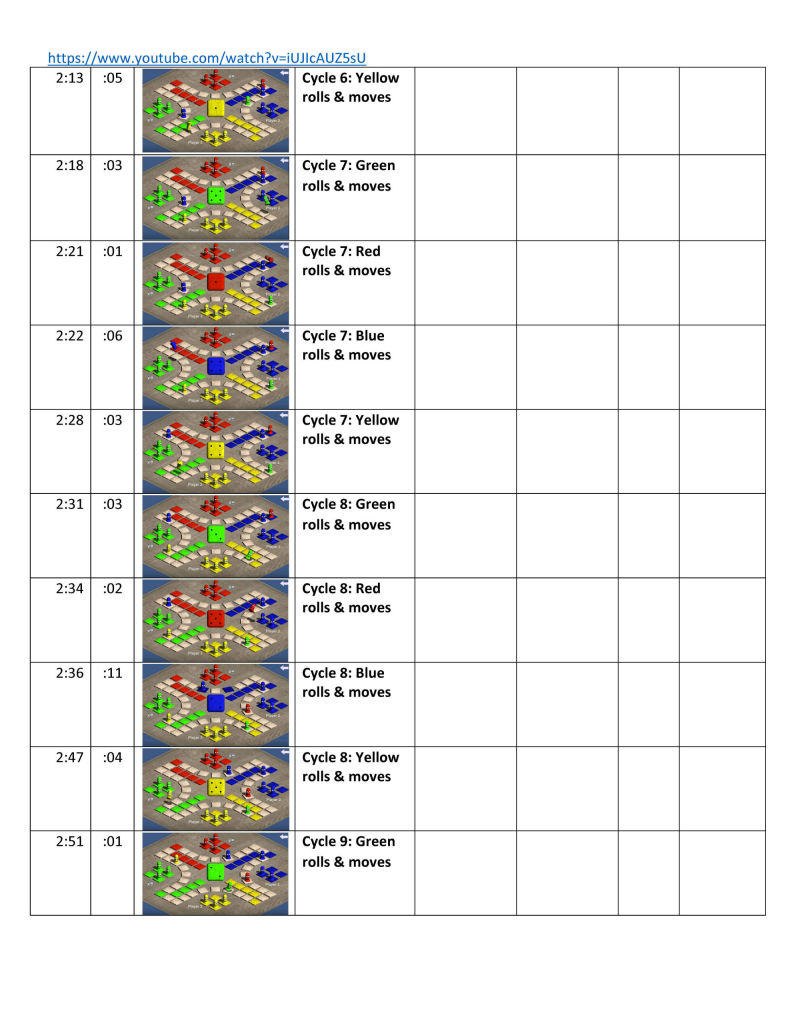 https://www.youtube.com/watch?v=iUJIcAUZ5sU
2:13 :05 Cycle 6: Yellow
rolls & moves
2:18 :03 Cycle 7: Green
rolls & moves
2:21 :01 Cycle 7: Red
rolls & moves
2:22 :06 Cycle 7: Blue
rolls & moves
2:28 :03 Cycle 7: Yellow
rolls & moves
2:31 :03 Cycle 8: Green
rolls & moves
2:34 :02 Cycle 8: Red
rolls & moves
2:36 :11 Cycle 8: Blue
rolls & moves
2:47 :04 Cycle 8: Yellow
rolls & moves
2:51 :01 Cycle 9: Green
rolls & moves